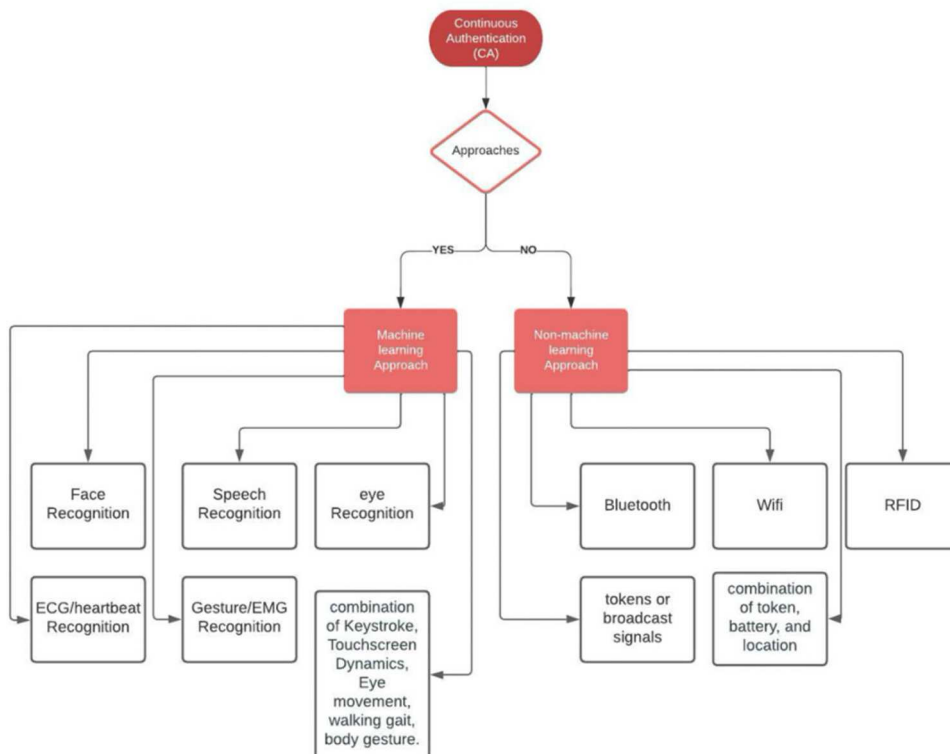 Continuous
Authentication
(CA)
Approaches
YES
NO
Machine
learning
Approach
Non-machine
learning
Approach
Face
Recognition
Speech
Recognition
eye
Recognition
Bluetooth
Wifi
RFID
ECG/heartbeat
Recognition
Gesture/EMG
Recognition
combination
of Keystroke,
Touchscreen
Dynamics,
Eye
movement,
walking gait,
body gesture.
tokens or
broadcast
signals
combination
of token,
battery, and
location